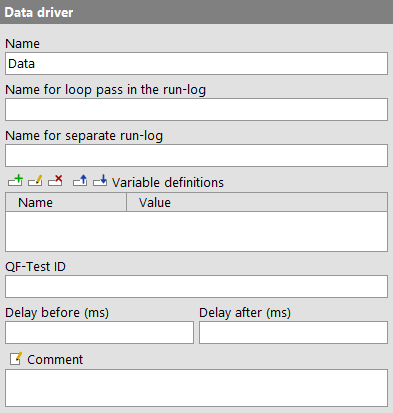 Data driver
Name
Data
Name for loop pass in the run-log
Name for separate run-log
Variable definitions
Name Value
QF-Test ID
Delay before (ms) Delay after (ms)
Comment